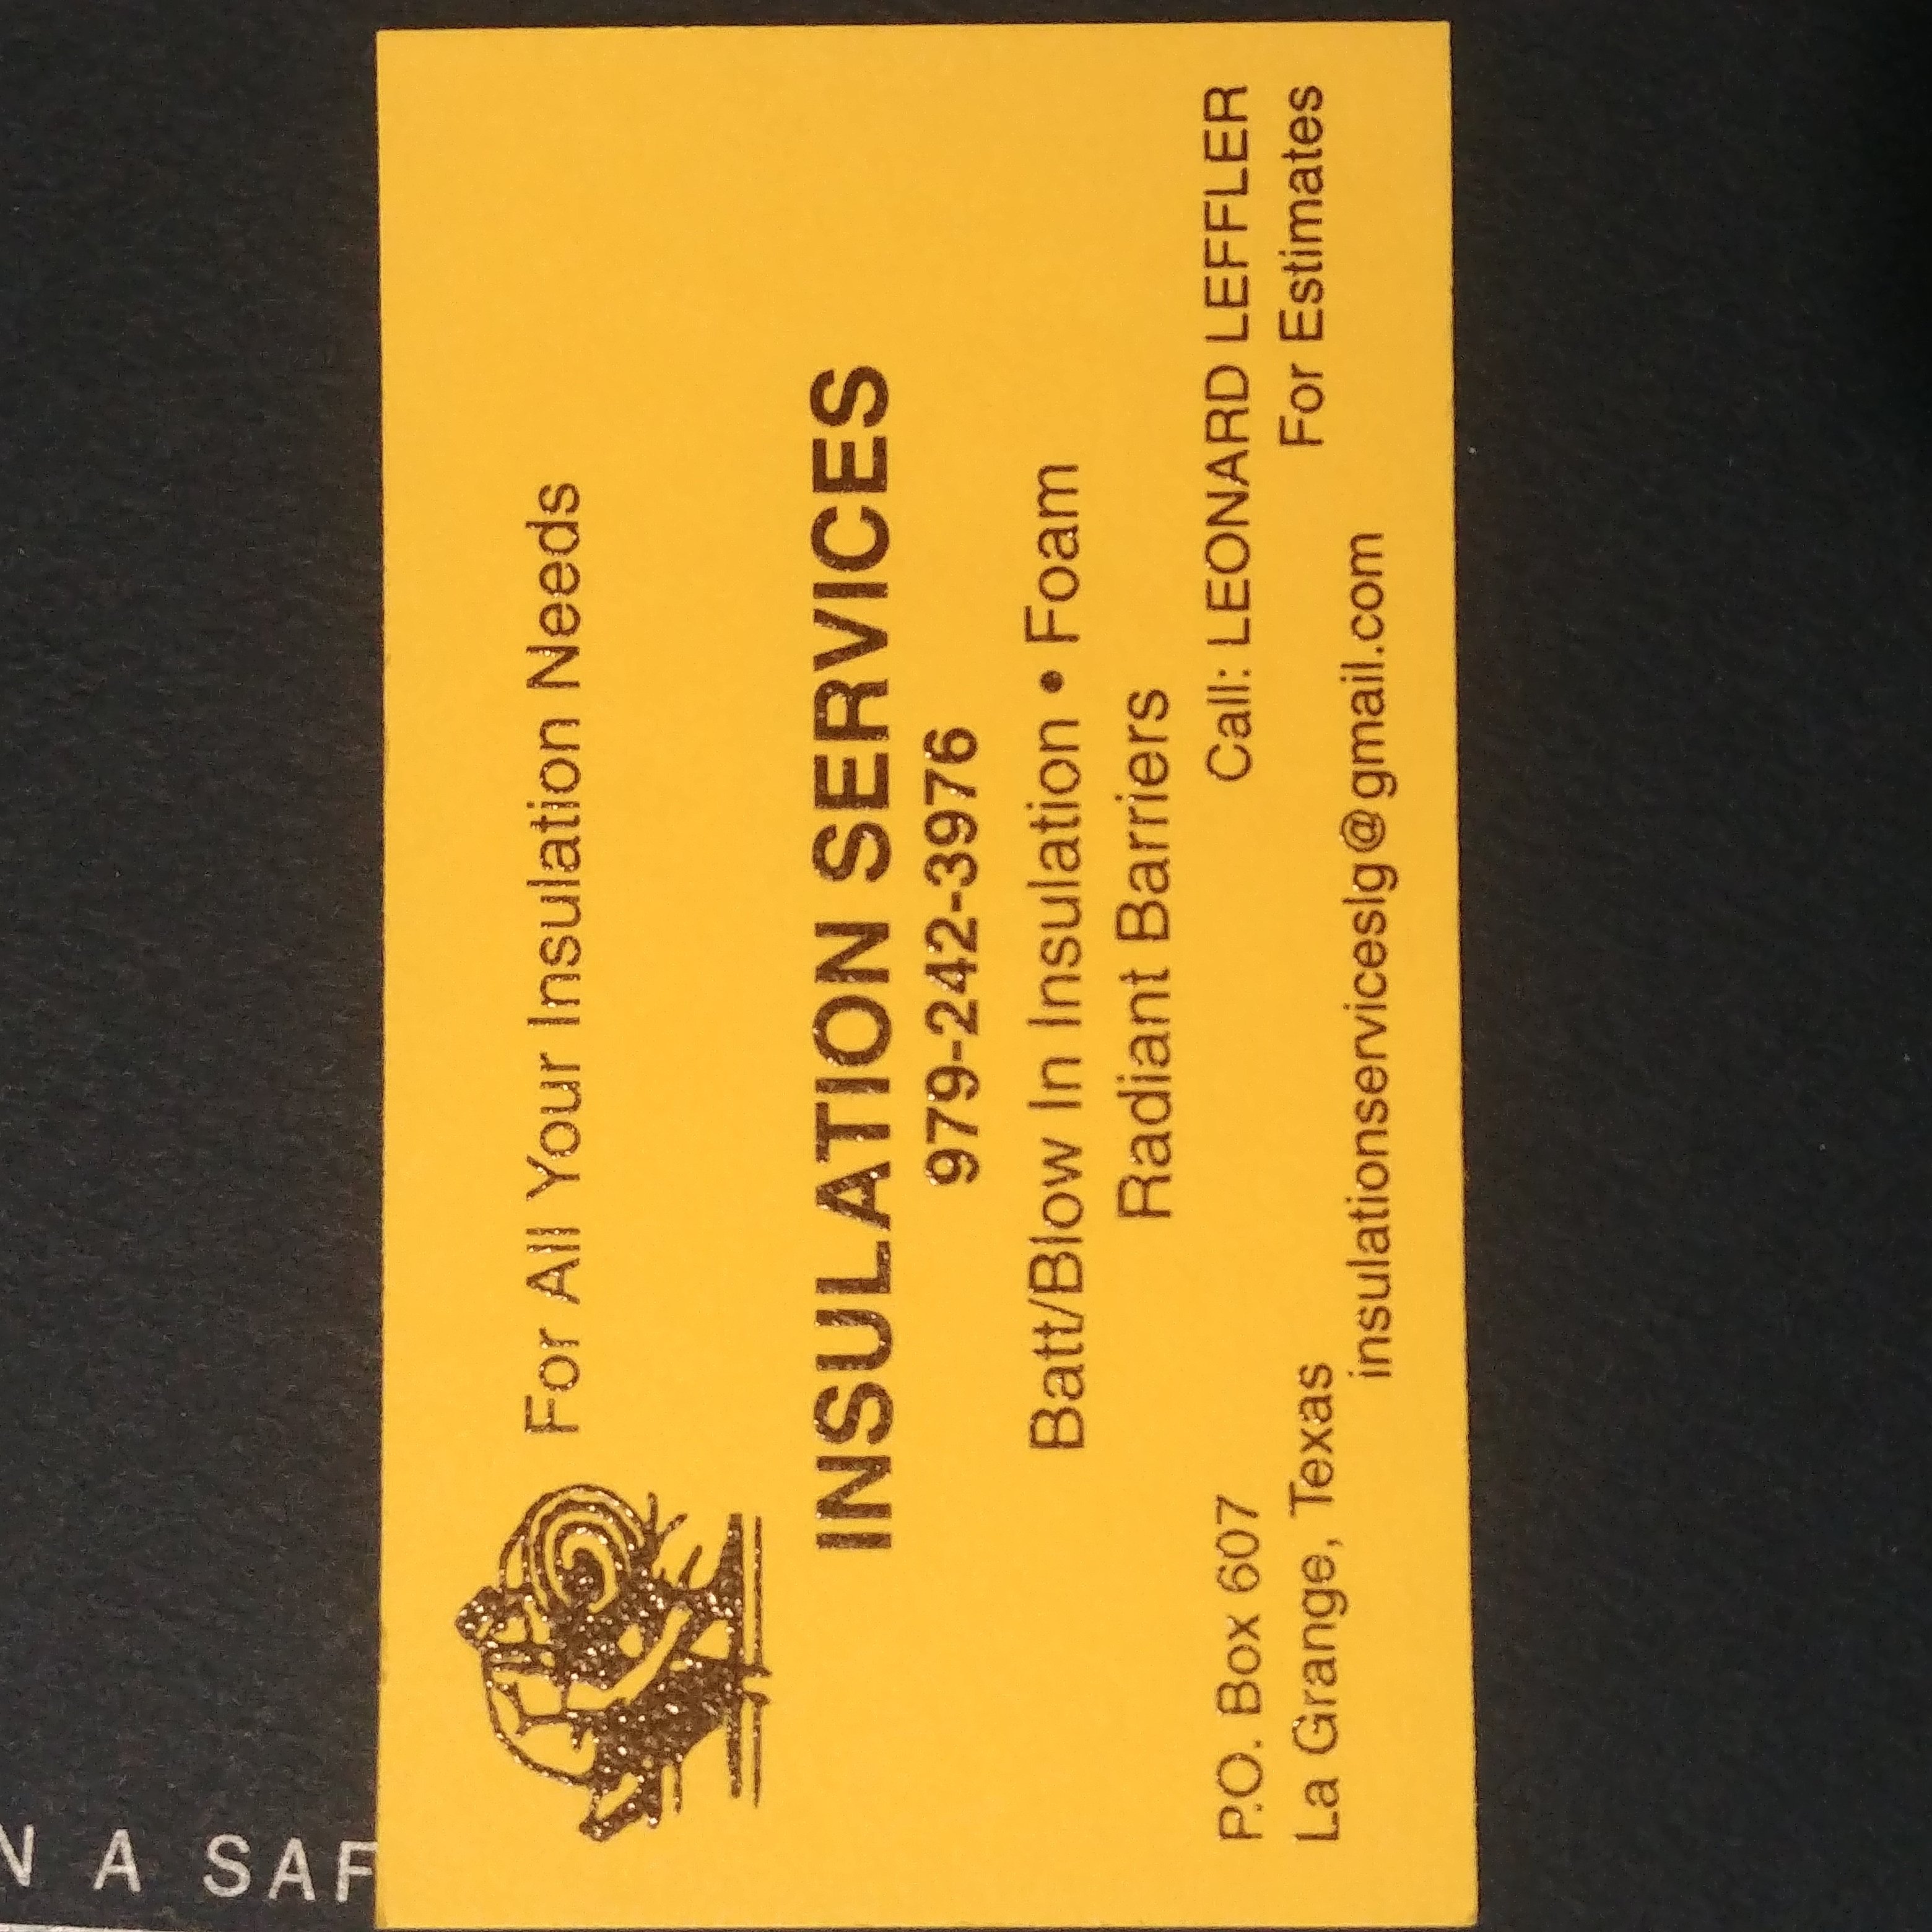 For All Your Insulation Needs
INSULATION SERVICES
979-242-3976
Batt/Blow In Insulation • Foam
Radiant Barriers
P.O. Box 607
La Grange, Texas
Call: LEONARD LEFFLER
For Estimates
insulationserviceslg@gmail.com
N A SAF